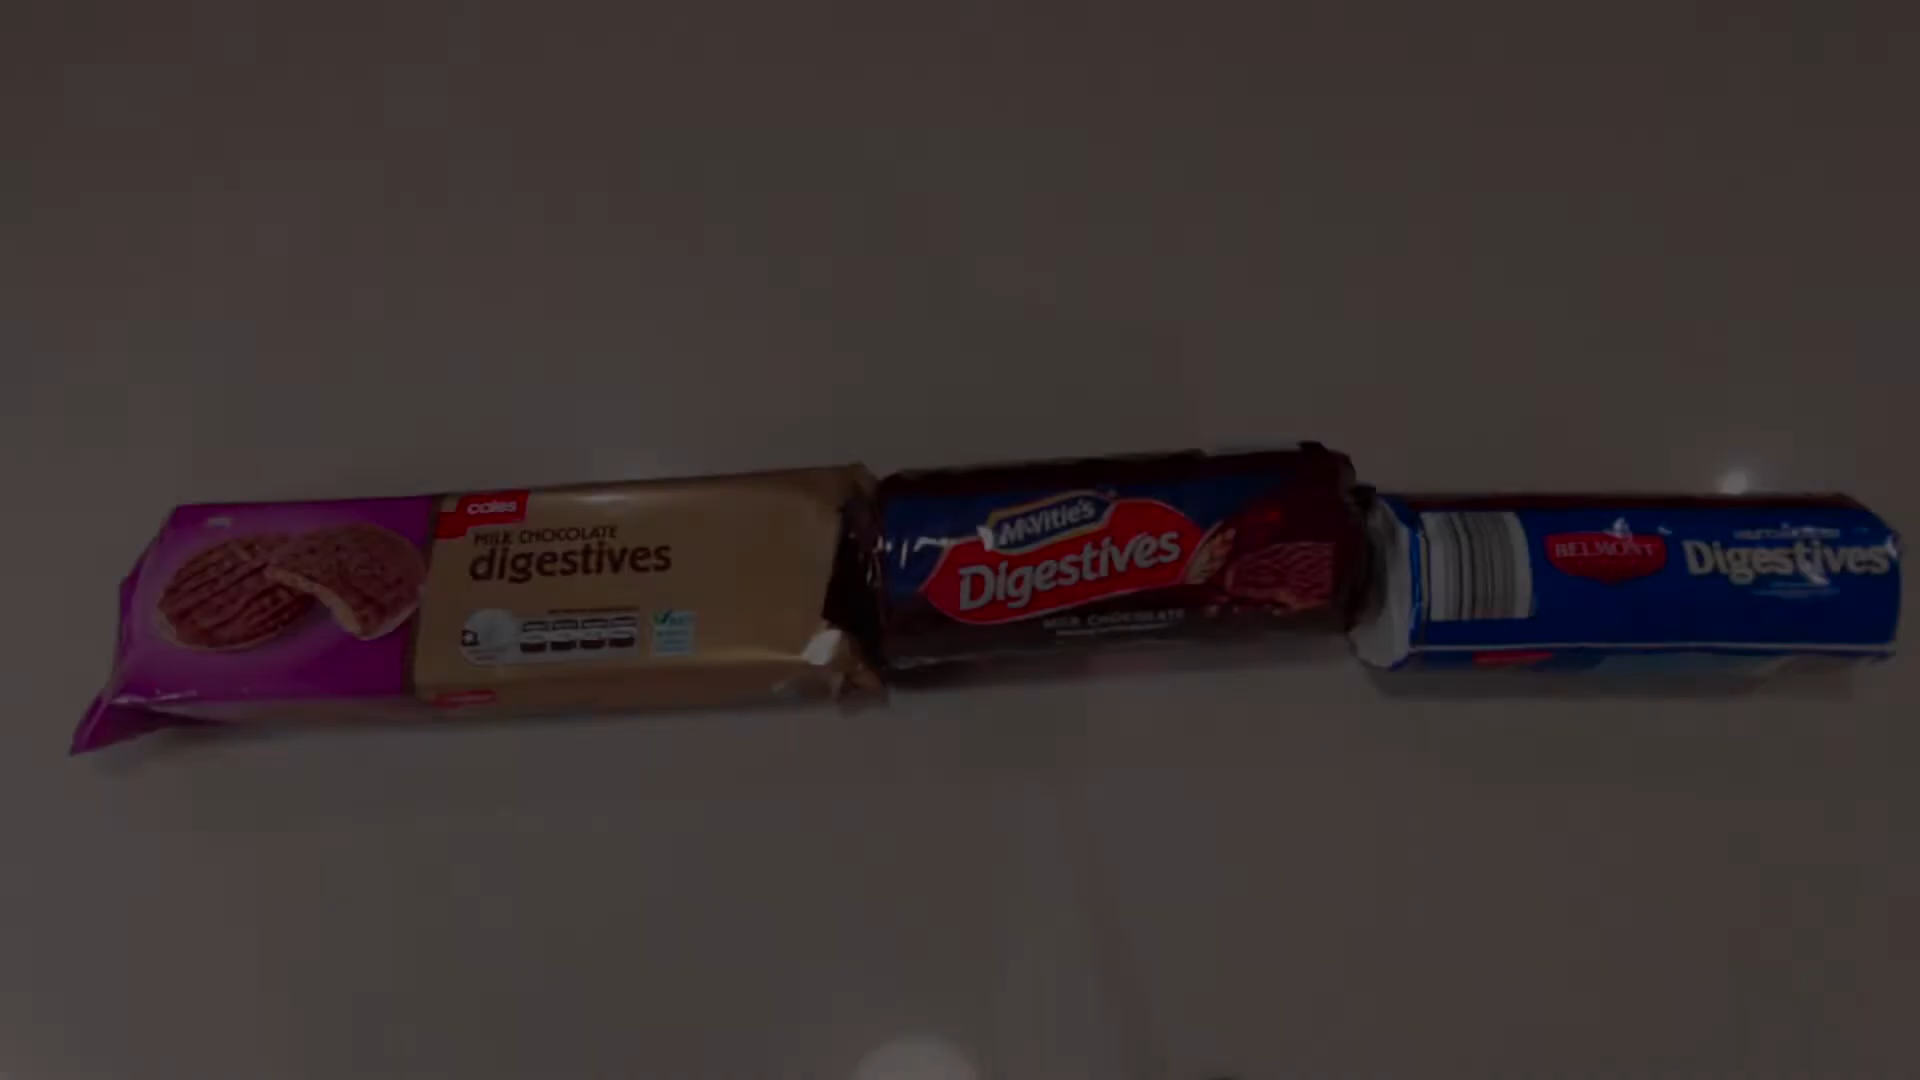 coles
MILK CHOCOLATE
digestives
McVitie's
Digestives
MILK CHOCOLATE
BELMONT
Digestives